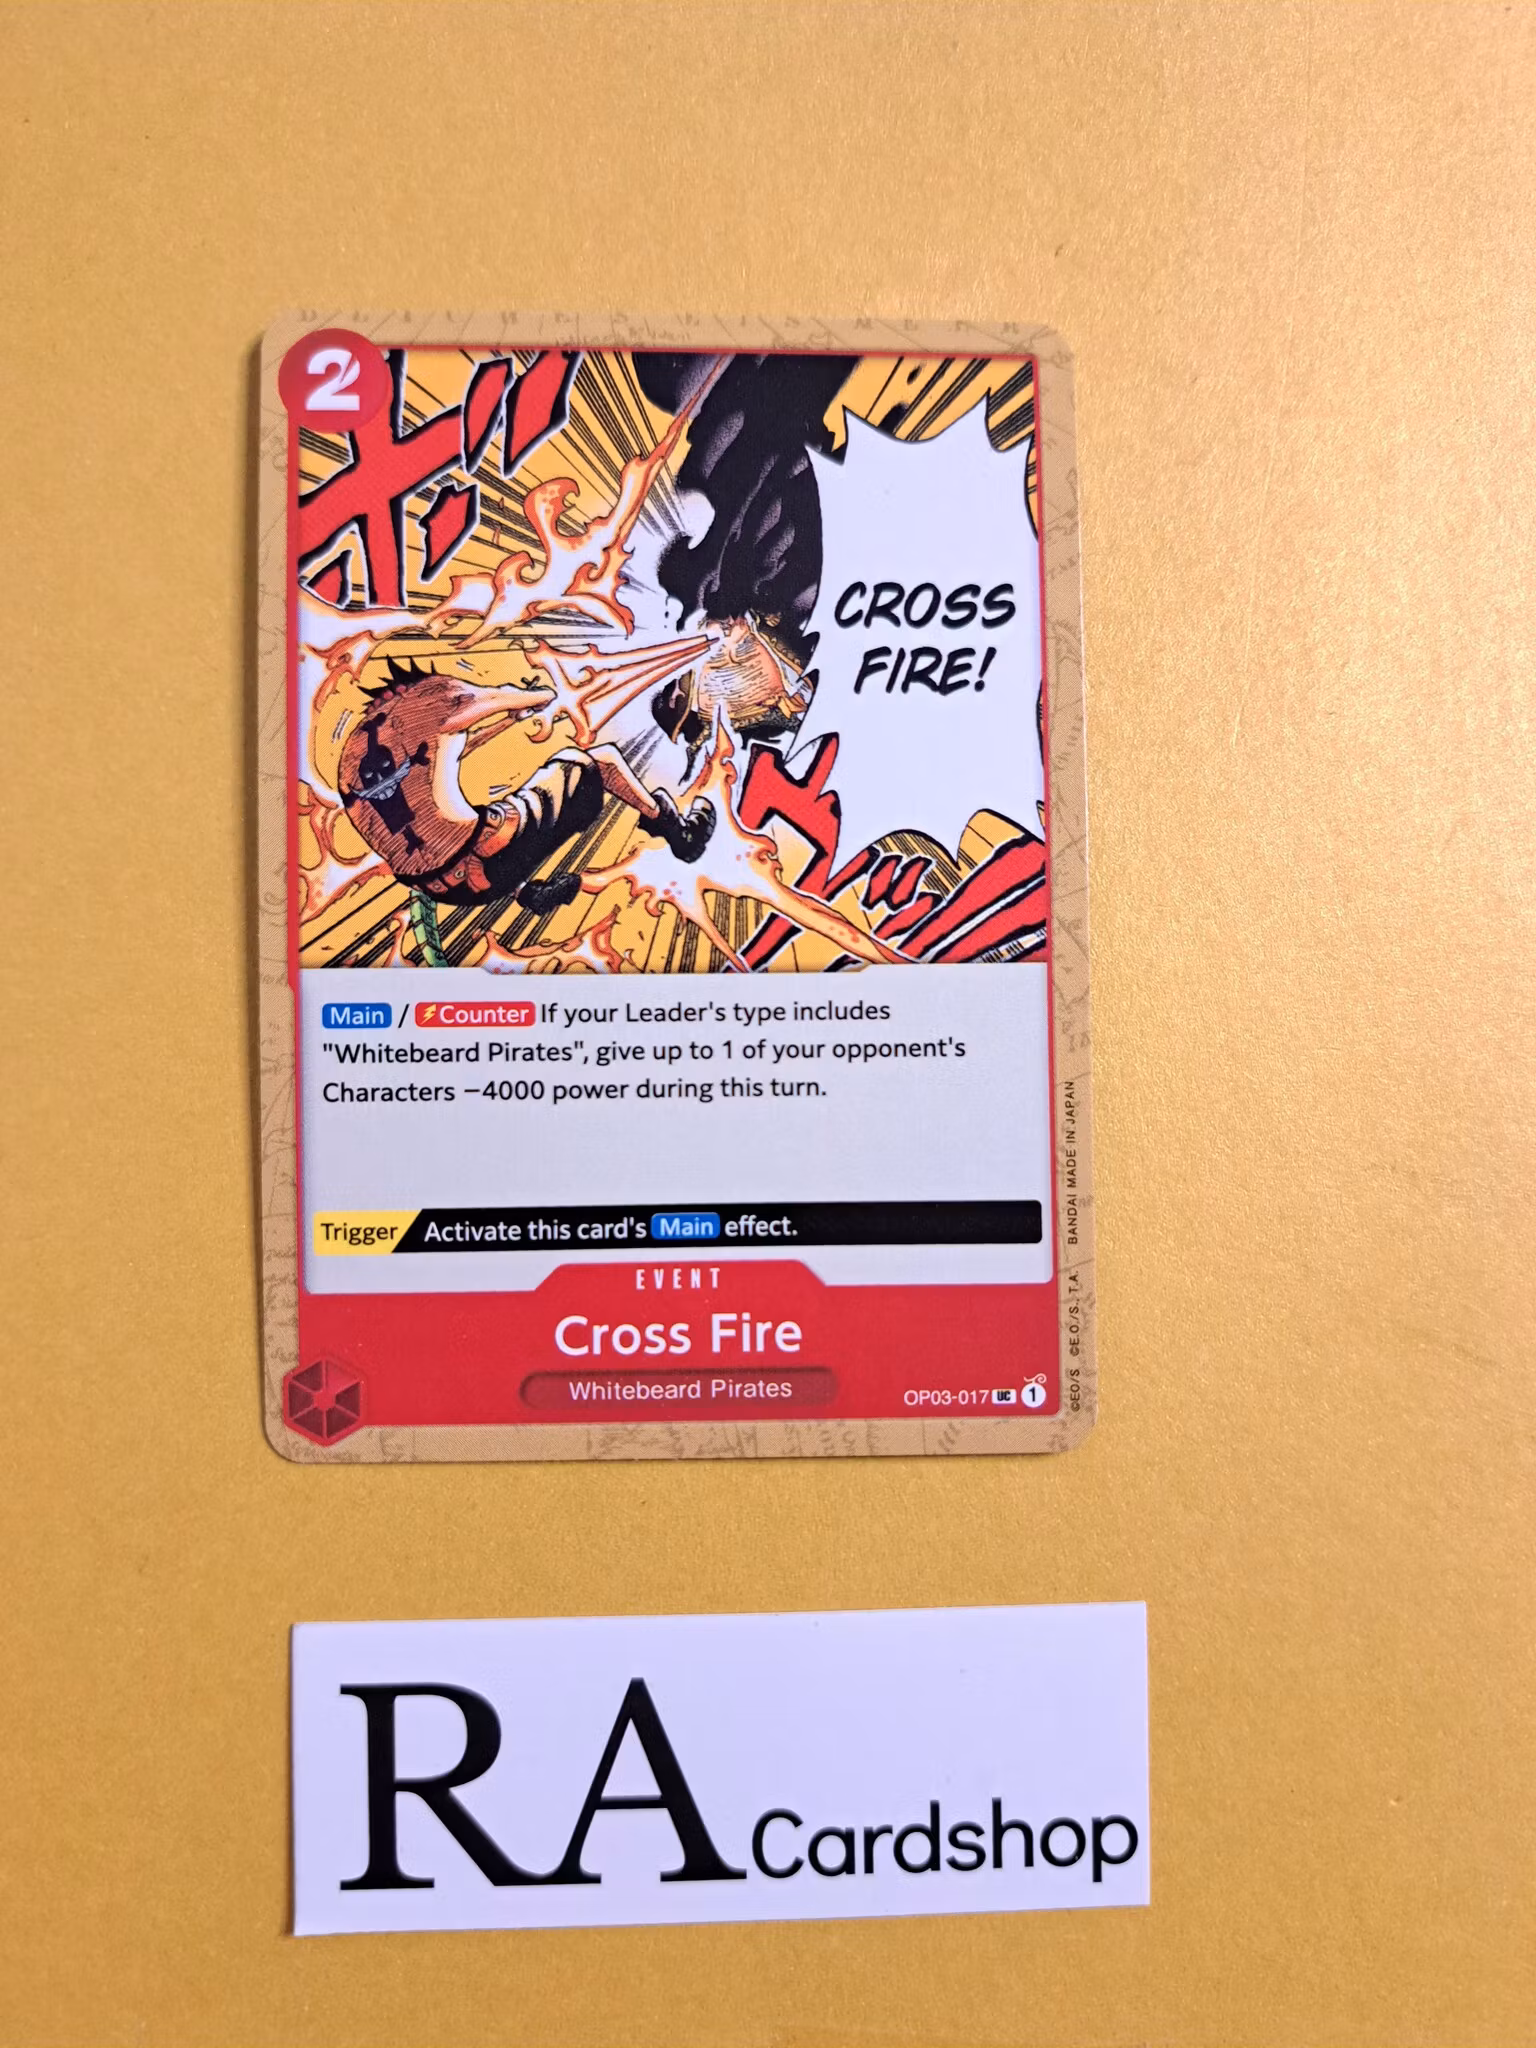 2
CROSS
FIRE!
Main / Counter If your Leader's type includes
"Whitebeard Pirates", give up to 1 of your opponent's
Characters −4000 power during this turn.
Trigger Activate this card's Main effect.
EVENT
Cross Fire
Whitebeard Pirates
OP03-017 UC 1
©EO/S ©E.O./S., T.A. BANDAI MADE IN JAPAN
RA Cardshop